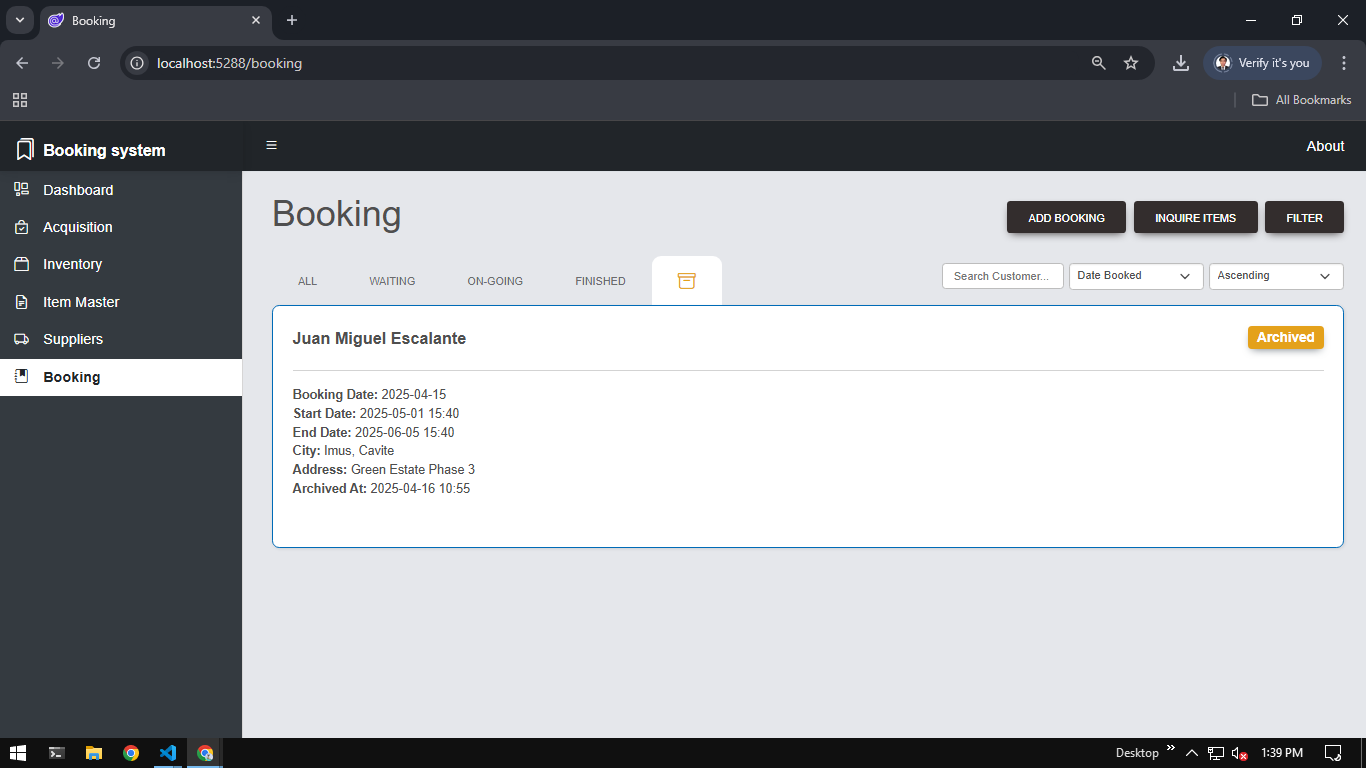 Booking
localhost:5288/booking
Verify it's you
All Bookmarks
Booking system
About
Dashboard
Acquisition
Inventory
Item Master
Suppliers
Booking
Booking
ADD BOOKING
INQUIRE ITEMS
FILTER
ALL
WAITING
ON-GOING
FINISHED
Search Customer...
Date Booked
Ascending
Juan Miguel Escalante
Archived
Booking Date: 2025-04-15
Start Date: 2025-05-01 15:40
End Date: 2025-06-05 15:40
City: Imus, Cavite
Address: Green Estate Phase 3
Archived At: 2025-04-16 10:55
Desktop
1:39 PM